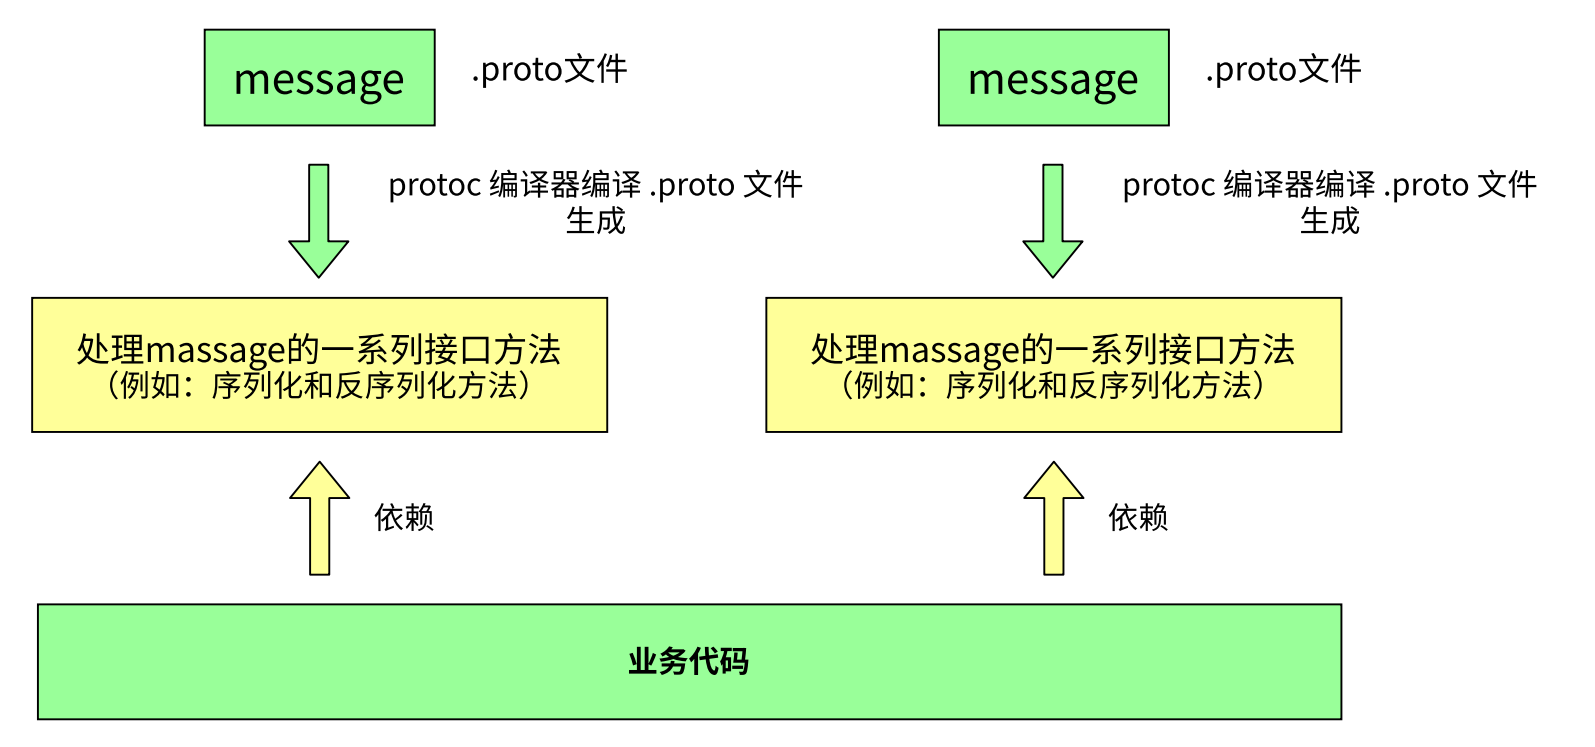 message
.proto文件
protoc 编译器编译 .proto 文件
生成
处理massage的一系列接口方法
（例如：序列化和反序列化方法）
依赖
message
.proto文件
protoc 编译器编译 .proto 文件
生成
处理massage的一系列接口方法
（例如：序列化和反序列化方法）
依赖
业务代码